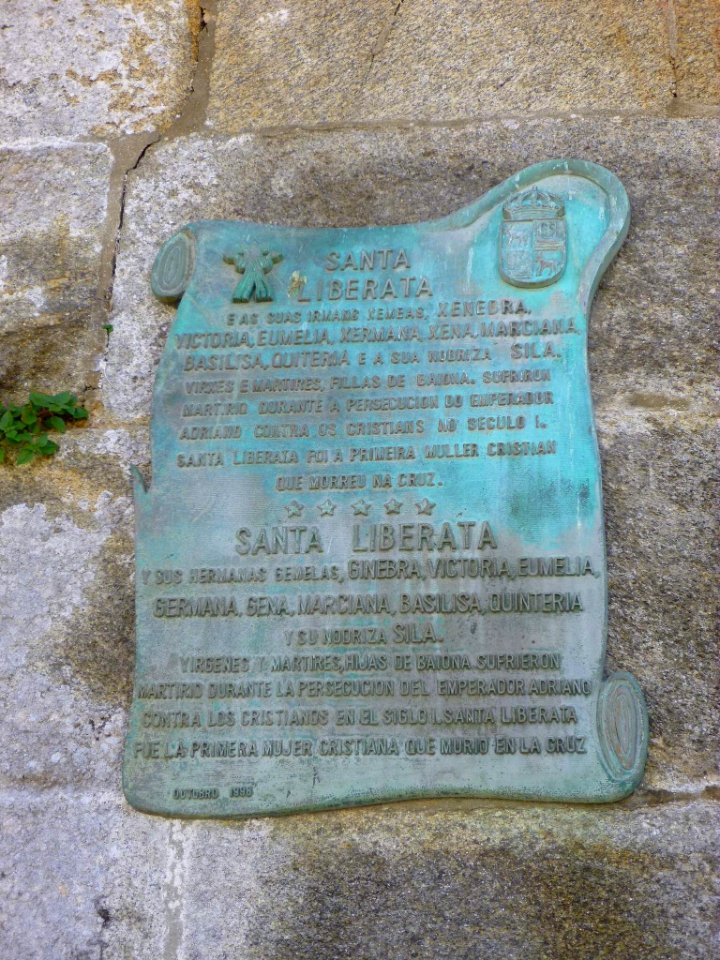 SANTA
LIBERATA
E AS SUAS IRMANS XEMEAS, XENEBRA,
VICTORIA, EUMELIA, XERMANA, XENA, MARCIANA,
BASILISA, QUINTERIA E A SUA NODRIZA SILA.
VIRXES E MARTIRES, FILLAS DE BAIONA. SUFRIRON
MARTIRIO DURANTE A PERSECUCION DO EMPERADOR
ADRIANO CONTRA OS CRISTIANS NO SECULO I.
SANTA LIBERATA FOI A PRIMEIRA MULLER CRISTIAN
QUE MORREU NA CRUZ.
SANTA LIBERATA
Y SUS HERMANAS GEMELAS, GINEBRA, VICTORIA, EUMELIA,
GERMANA, GENA, MARCIANA, BASILISA, QUINTERIA
Y SU NODRIZA SILA.
VIRGENES Y MARTIRES, HIJAS DE BAIONA. SUFRIERON
MARTIRIO DURANTE LA PERSECUCION DEL EMPERADOR ADRIANO
CONTRA LOS CRISTIANOS EN EL SIGLO I. SANTA LIBERATA
FUE LA PRIMERA MUJER CRISTIANA QUE MURIO EN LA CRUZ
OUTUBRO